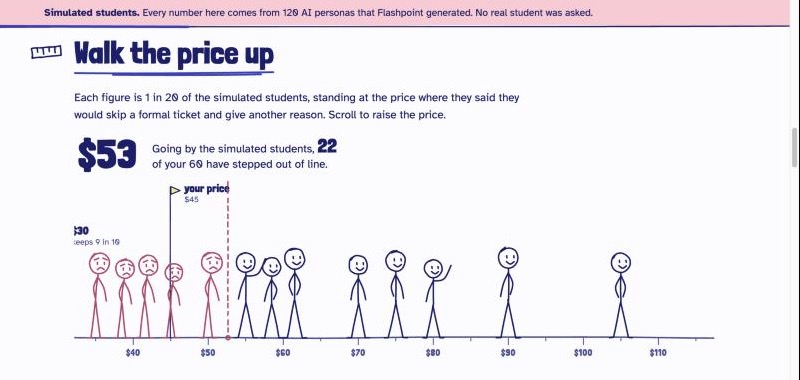 Simulated students. Every number here comes from 120 AI personas that Flashpoint generated. No real student was asked.
Walk the price up
Each figure is 1 in 20 of the simulated students, standing at the price where they said they
would skip a formal ticket and give another reason. Scroll to raise the price.
$53
Going by the simulated students, 22
of your 60 have stepped out of line.
your price
$45
$30
keeps 9 in 10
$40 $50 $60 $70 $80 $90 $100 $110